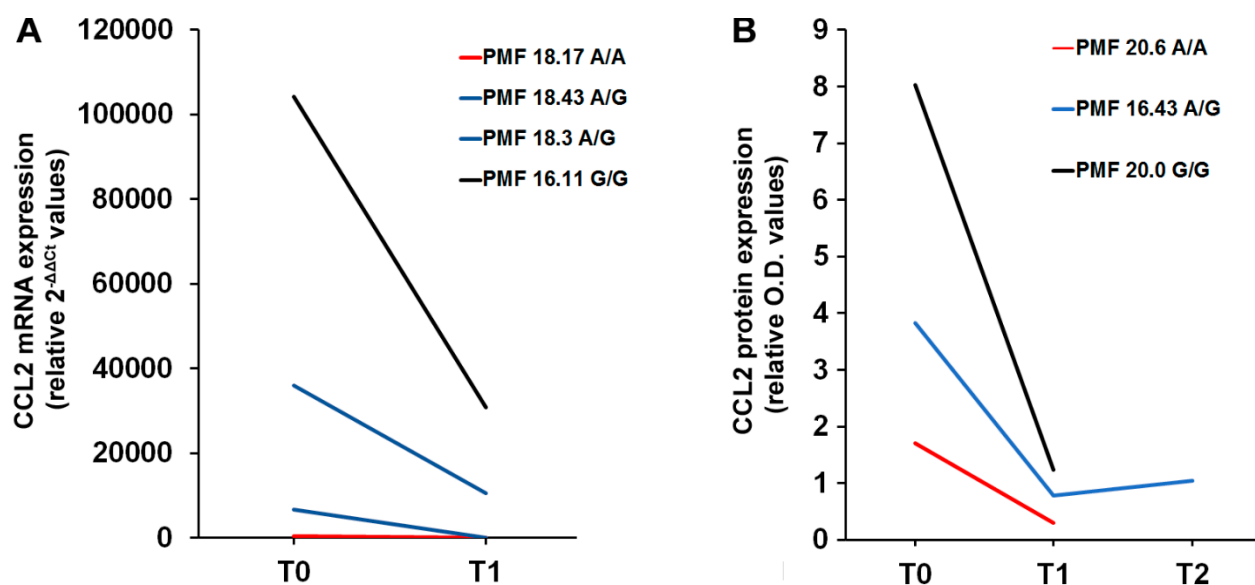 A
CCL2 mRNA expression
(relative 2-ΔΔCt values)
120000
100000
80000
60000
40000
20000
0
T0 T1
PMF 18.17 A/A
PMF 18.43 A/G
PMF 18.3 A/G
PMF 16.11 G/G
B
CCL2 protein expression
(relative O.D. values)
9
8
7
6
5
4
3
2
1
0
T0 T1 T2
PMF 20.6 A/A
PMF 16.43 A/G
PMF 20.0 G/G